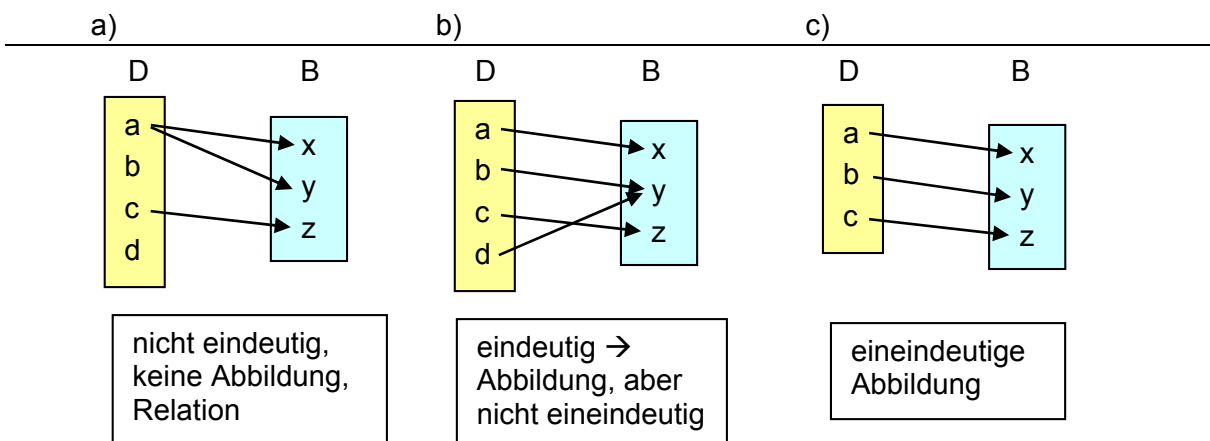 a) b) c)
D B D B D B
a x
b y
c z
d
a x
b y
c z
d
a x
b y
c z
nicht eindeutig,
keine Abbildung,
Relation
eindeutig →
Abbildung, aber
nicht eineindeutig
eineindeutige
Abbildung